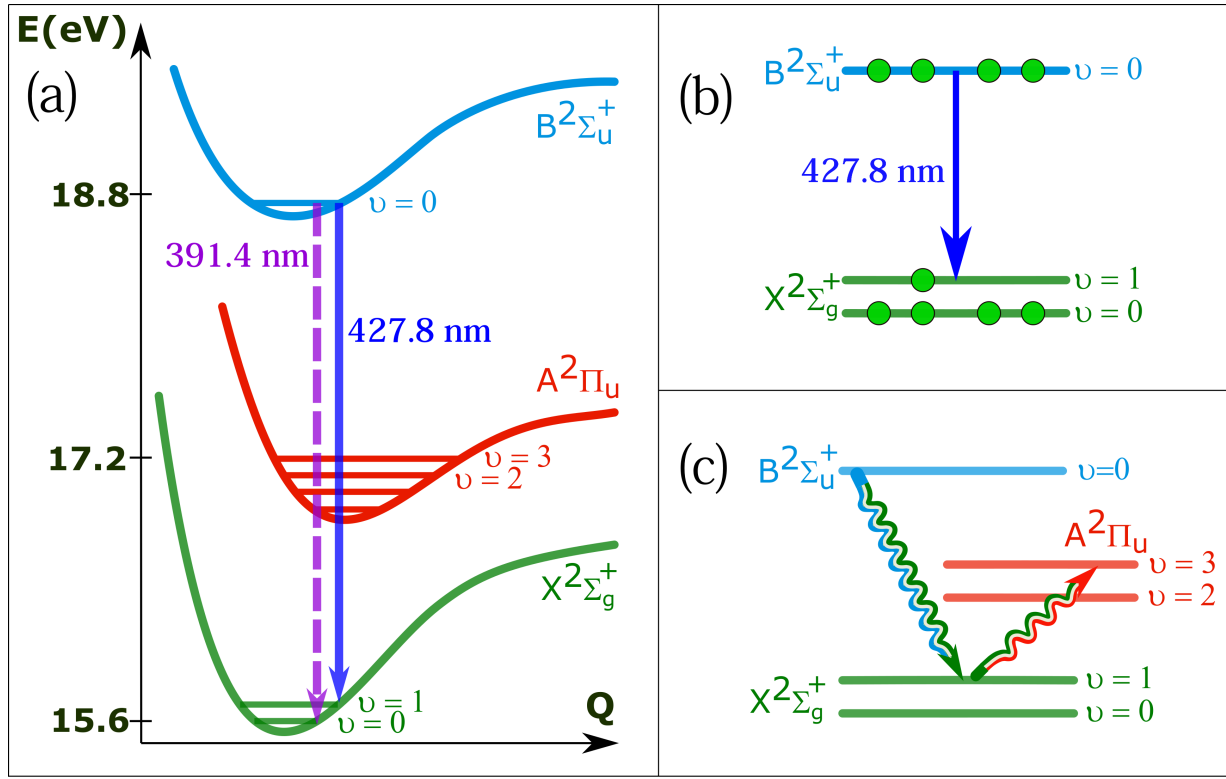 E(eV)
(a)
B²Σu⁺
18.8
υ = 0
391.4 nm
427.8 nm
A²Πu
17.2
υ = 3
υ = 2
X²Σg⁺
υ = 1
υ = 0
15.6
Q
(b)
B²Σu⁺
υ = 0
427.8 nm
X²Σg⁺
υ = 1
υ = 0
(c)
B²Σu⁺
υ=0
A²Πu
υ = 3
υ = 2
X²Σg⁺
υ = 1
υ = 0